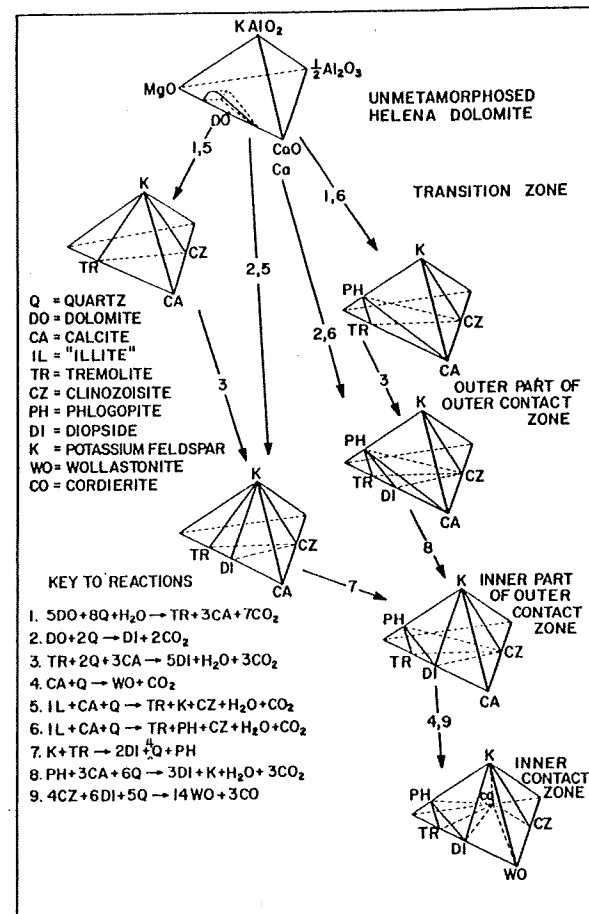 KAlO₂
½Al₂O₃
MgO
DO
CaO
Ca
UNMETAMORPHOSED
HELENA DOLOMITE
1,5
1,6
TRANSITION ZONE
K
TR
CZ
CA
2,5
2,6
K
PH
TR
CZ
CA
Q = QUARTZ
DO = DOLOMITE
CA = CALCITE
IL = "ILLITE"
TR = TREMOLITE
CZ = CLINOZOISITE
PH = PHLOGOPITE
DI = DIOPSIDE
K = POTASSIUM FELDSPAR
WO = WOLLASTONITE
CO = CORDIERITE
3
3
OUTER PART OF
OUTER CONTACT
ZONE
K
PH
TR
DI
CZ
CA
K
TR
DI
CZ
CA
7
8
INNER PART
OF OUTER
CONTACT
ZONE
K
PH
TR
DI
CZ
CA
KEY TO REACTIONS
1. 5DO+8Q+H₂O→TR+3CA+7CO₂
2. DO+2Q→DI+2CO₂
3. TR+2Q+3CA→5DI+H₂O+3CO₂
4. CA+Q→WO+CO₂
5. IL+CA+Q→TR+K+CZ+H₂O+CO₂
6. IL+CA+Q→TR+PH+CZ+H₂O+CO₂
7. K+TR→2DI+4Q+PH
8. PH+3CA+6Q→3DI+K+H₂O+3CO₂
9. 4CZ+6DI+5Q→14WO+3CO
4,9
INNER
CONTACT
ZONE
K
PH
CO
TR
DI
CZ
WO